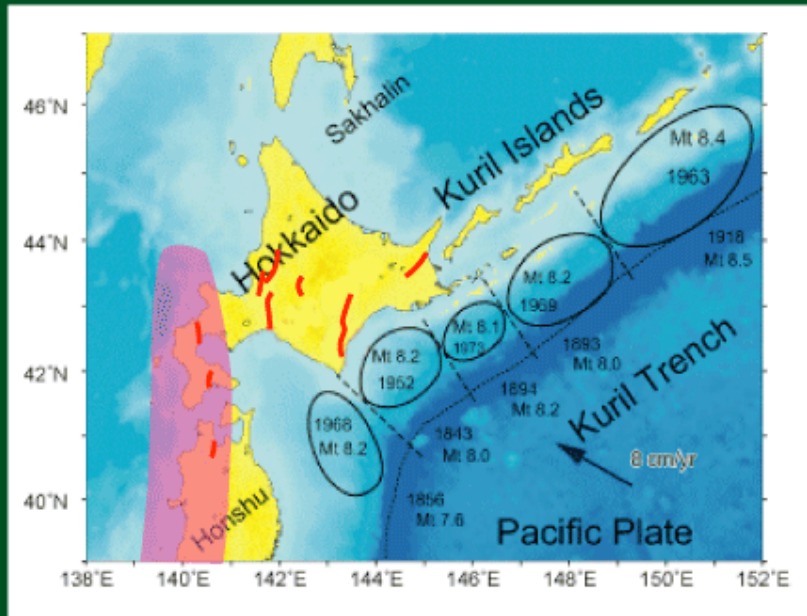 46°N
44°N
42°N
40°N
138°E
140°E
142°E
144°E
146°E
148°E
150°E
152°E
Sakhalin
Kuril Islands
Hokkaido
Honshu
Mt 8.4
1963
1918
Mt 8.5
Mt 8.2
1969
1893
Mt 8.0
Mt 8.1
1973
1894
Mt 8.2
Mt 8.2
1952
1843
Mt 8.0
1968
Mt 8.2
1856
Mt 7.6
Kuril Trench
8 cm/yr
Pacific Plate